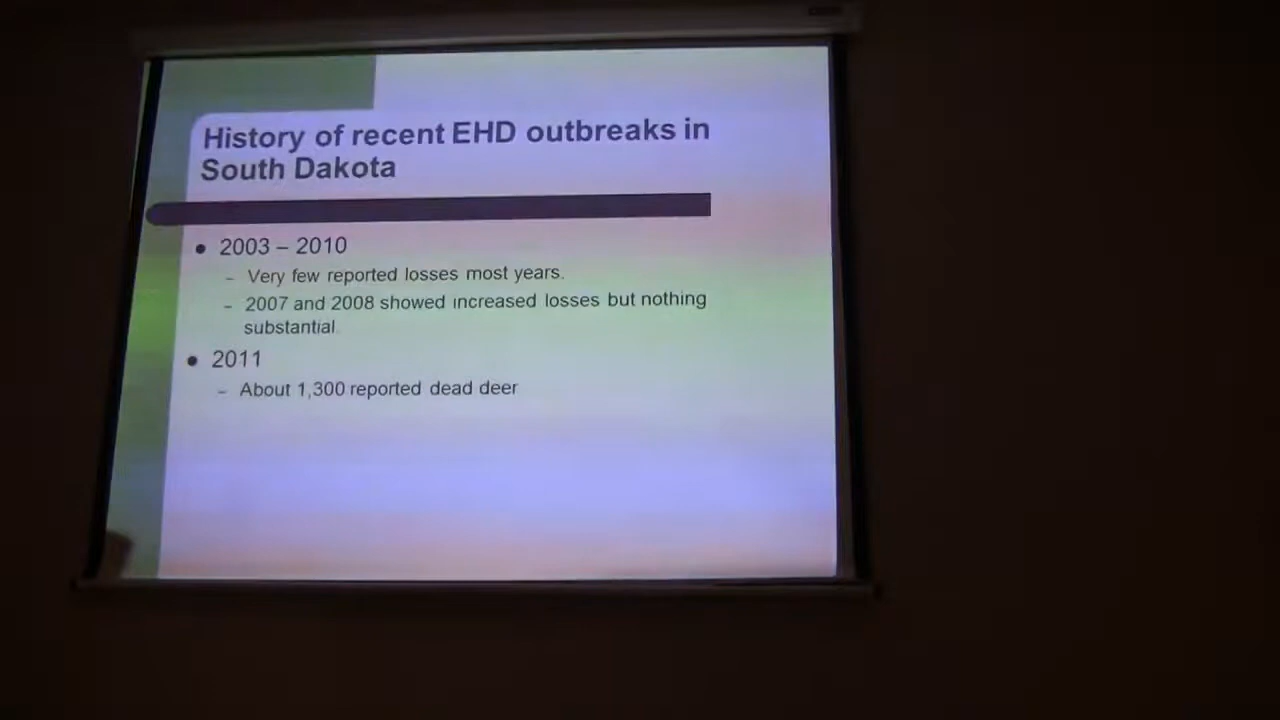 History of recent EHD outbreaks in
South Dakota
● 2003 – 2010
– Very few reported losses most years.
– 2007 and 2008 showed increased losses but nothing
substantial.
● 2011
– About 1,300 reported dead deer